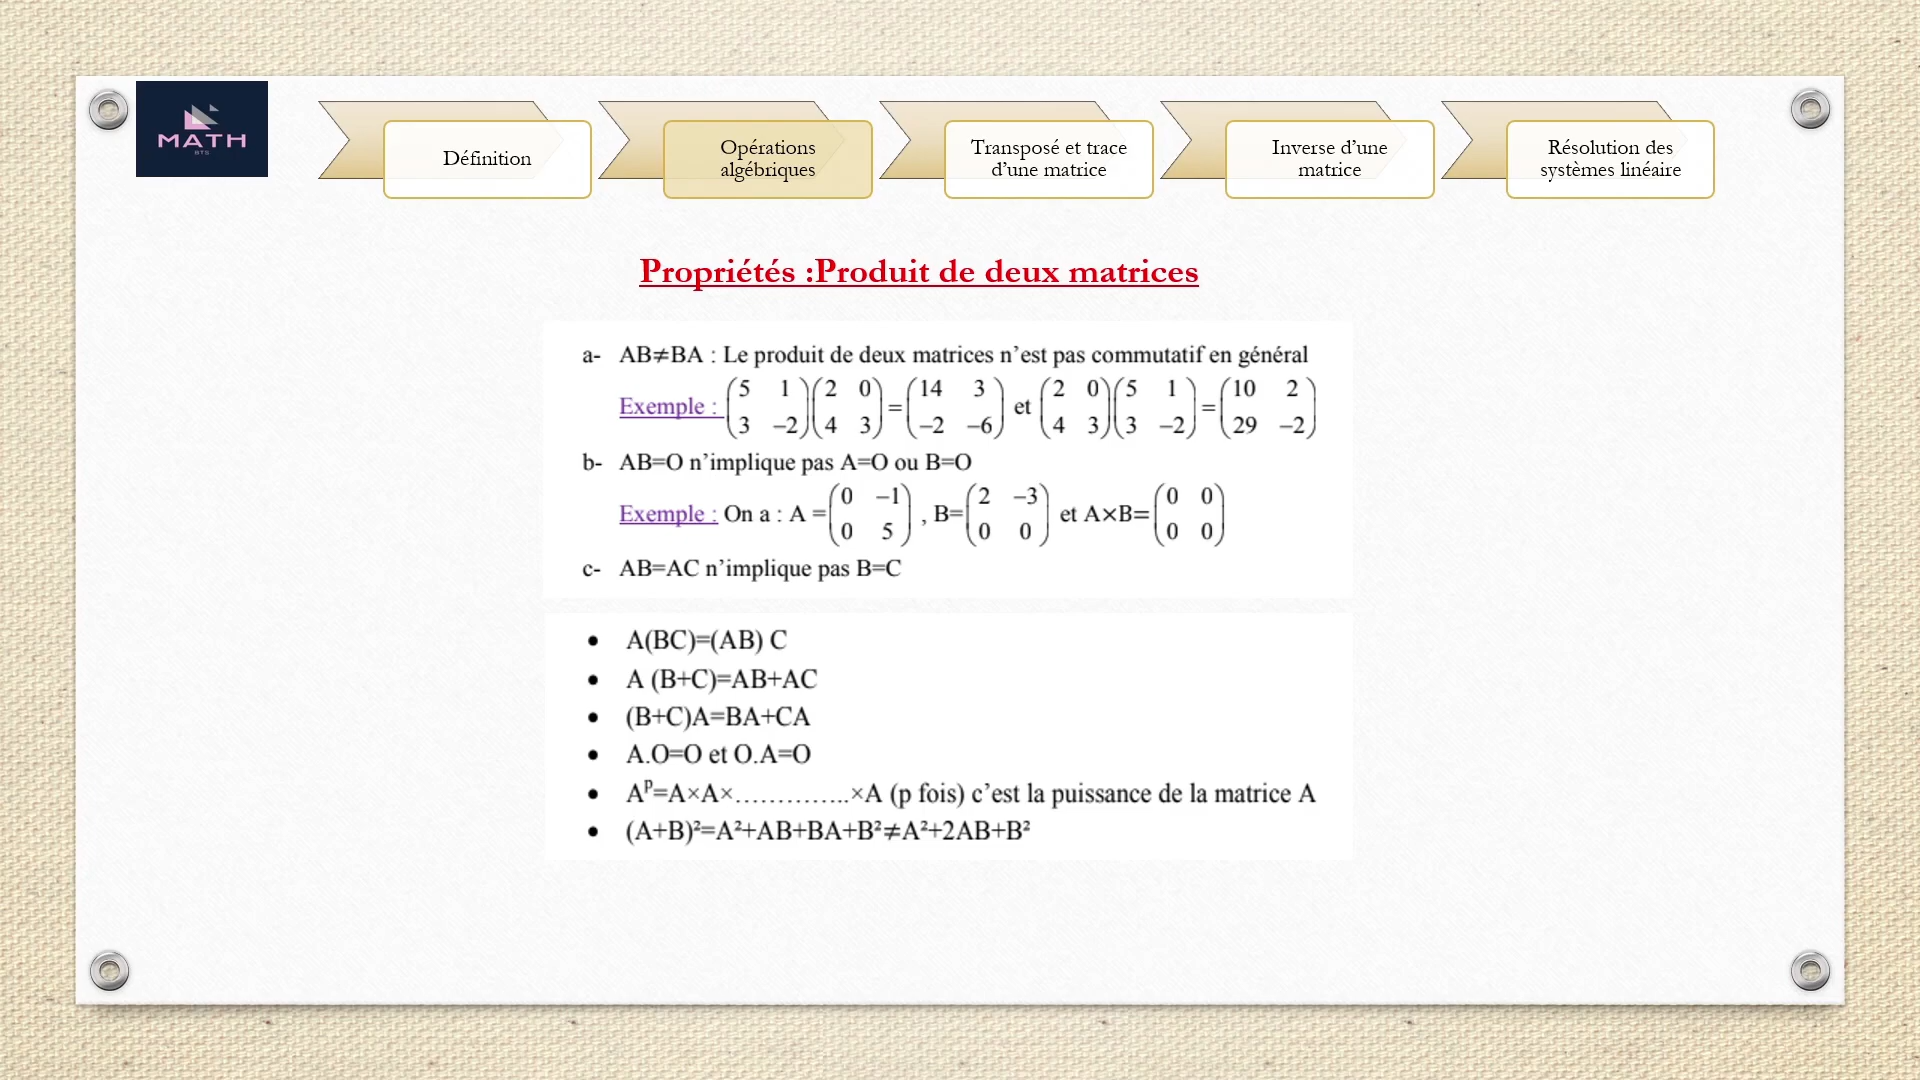 MATH
BTS
Définition
Opérations
algébriques
Transposé et trace
d’une matrice
Inverse d’une
matrice
Résolution des
systèmes linéaire
Propriétés :Produit de deux matrices
a- AB≠BA : Le produit de deux matrices n’est pas commutatif en général
Exemple : (5 1 ; 3 −2)(2 0 ; 4 3)=(14 3 ; −2 −6) et (2 0 ; 4 3)(5 1 ; 3 −2)=(10 2 ; 29 −2)
b- AB=O n’implique pas A=O ou B=O
Exemple : On a : A =(0 −1 ; 0 5) , B=(2 −3 ; 0 0) et A×B=(0 0 ; 0 0)
c- AB=AC n’implique pas B=C
• A(BC)=(AB) C
• A (B+C)=AB+AC
• (B+C)A=BA+CA
• A.O=O et O.A=O
• Aᵖ=A×A×…………..×A (p fois) c’est la puissance de la matrice A
• (A+B)²=A²+AB+BA+B²≠A²+2AB+B²